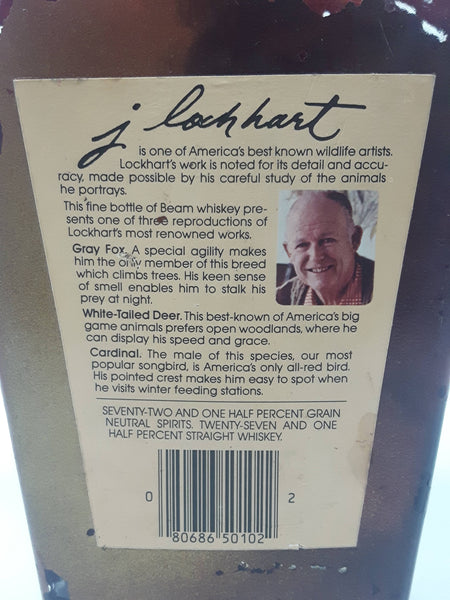 j lockhart
is one of America's best known wildlife artists.
Lockhart's work is noted for its detail and accu-
racy, made possible by his careful study of the animals
he portrays.
This fine bottle of Beam whiskey pre-
sents one of three reproductions of
Lockhart's most renowned works.
Gray Fox. A special agility makes
him the only member of this breed
which climbs trees. His keen sense
of smell enables him to stalk his
prey at night.
White-Tailed Deer. This best-known of America's big
game animals prefers open woodlands, where he
can display his speed and grace.
Cardinal. The male of this species, our most
popular songbird, is America's only all-red bird.
His pointed crest makes him easy to spot when
he visits winter feeding stations.
SEVENTY-TWO AND ONE HALF PERCENT GRAIN
NEUTRAL SPIRITS. TWENTY-SEVEN AND ONE
HALF PERCENT STRAIGHT WHISKEY.
0 80686 50102 2